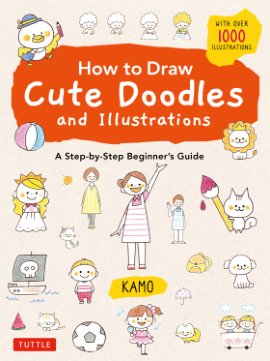 WITH OVER
1000
ILLUSTRATIONS
How to Draw
Cute Doodles
and Illustrations
A Step-by-Step Beginner's Guide
KAMO
TUTTLE